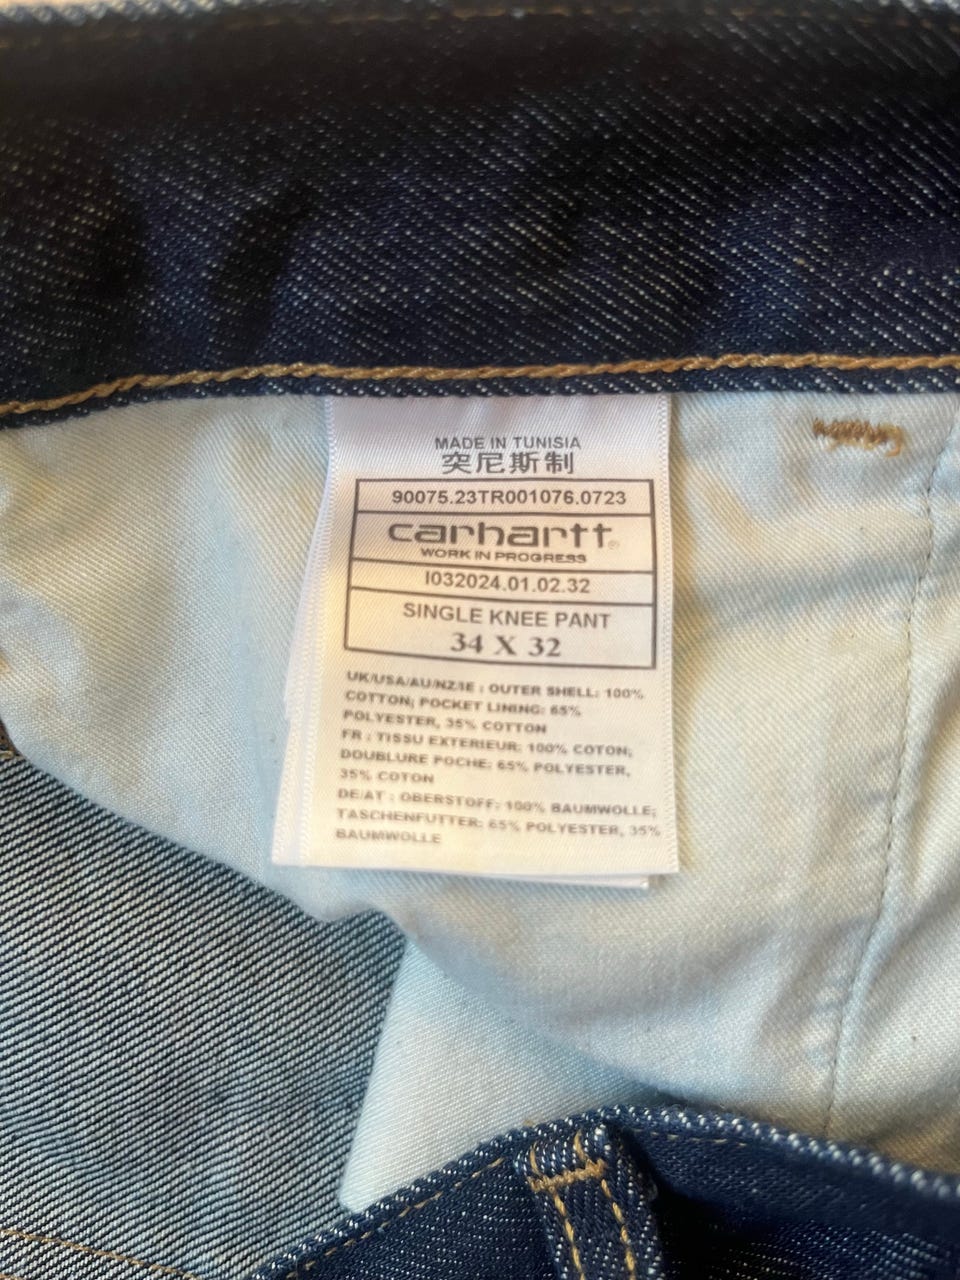 MADE IN TUNISIA
突尼斯制
90075.23TR001076.0723
carhartt®
WORK IN PROGRESS
I032024.01.02.32
SINGLE KNEE PANT
34 X 32
UK/USA/AU/NZ/IE : OUTER SHELL: 100%
COTTON; POCKET LINING: 65%
POLYESTER, 35% COTTON
FR : TISSU EXTERIEUR: 100% COTON;
DOUBLURE POCHE: 65% POLYESTER,
35% COTON
DE/AT : OBERSTOFF: 100% BAUMWOLLE;
TASCHENFUTTER: 65% POLYESTER, 35%
BAUMWOLLE